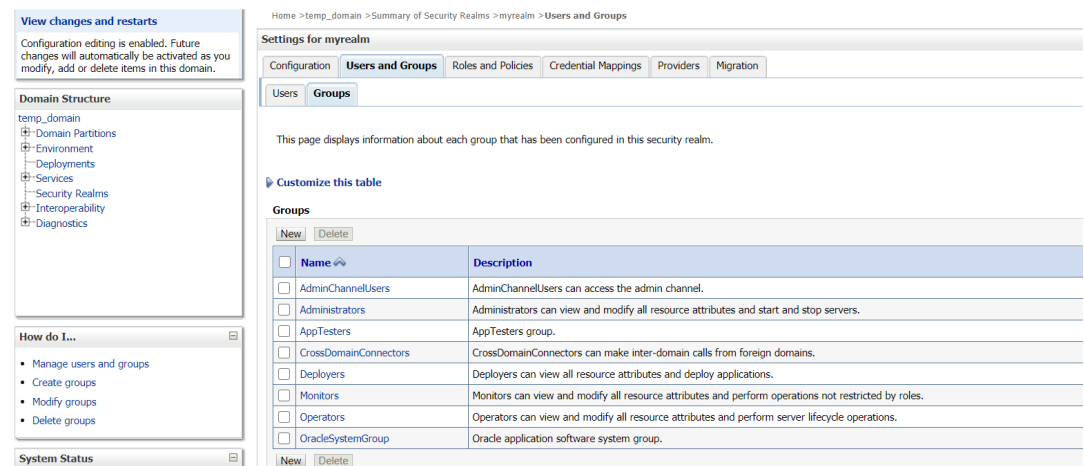 View changes and restarts
Configuration editing is enabled. Future
changes will automatically be activated as you
modify, add or delete items in this domain.
Domain Structure
temp_domain
Domain Partitions
Environment
Deployments
Services
Security Realms
Interoperability
Diagnostics
How do I...
Manage users and groups
Create groups
Modify groups
Delete groups
System Status
Home >temp_domain >Summary of Security Realms >myrealm >Users and Groups
Settings for myrealm
Configuration Users and Groups Roles and Policies Credential Mappings Providers Migration
Users Groups
This page displays information about each group that has been configured in this security realm.
Customize this table
Groups
New Delete
Name Description
AdminChannelUsers AdminChannelUsers can access the admin channel.
Administrators Administrators can view and modify all resource attributes and start and stop servers.
AppTesters AppTesters group.
CrossDomainConnectors CrossDomainConnectors can make inter-domain calls from foreign domains.
Deployers Deployers can view all resource attributes and deploy applications.
Monitors Monitors can view and modify all resource attributes and perform operations not restricted by roles.
Operators Operators can view and modify all resource attributes and perform server lifecycle operations.
OracleSystemGroup Oracle application software system group.
New Delete